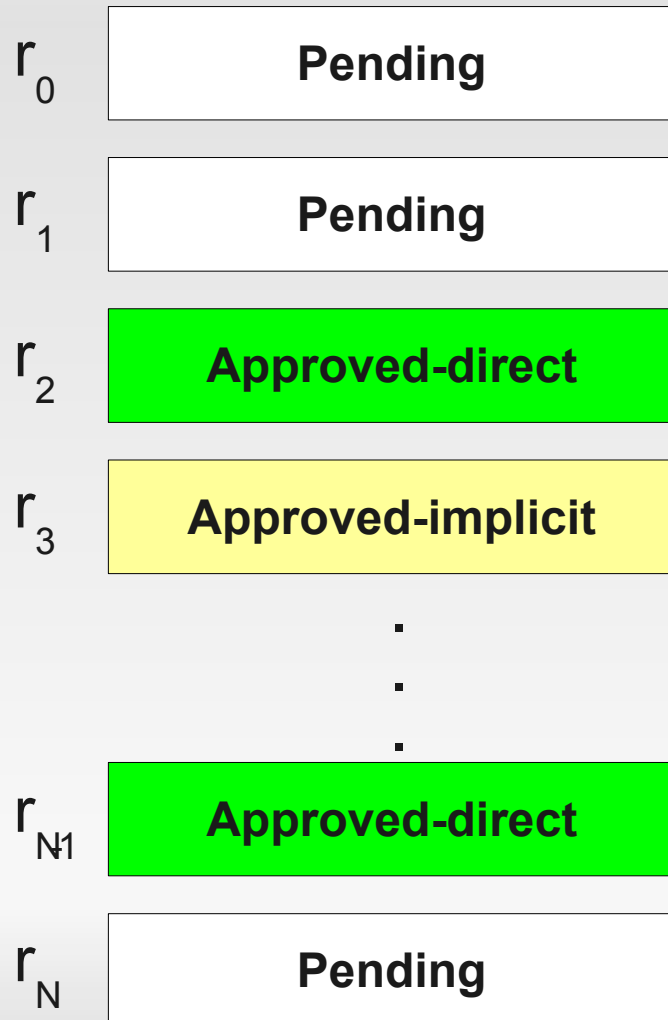 r0 Pending
r1 Pending
r2 Approved-direct
r3 Approved-implicit
.
.
.
rN-1 Approved-direct
rN Pending